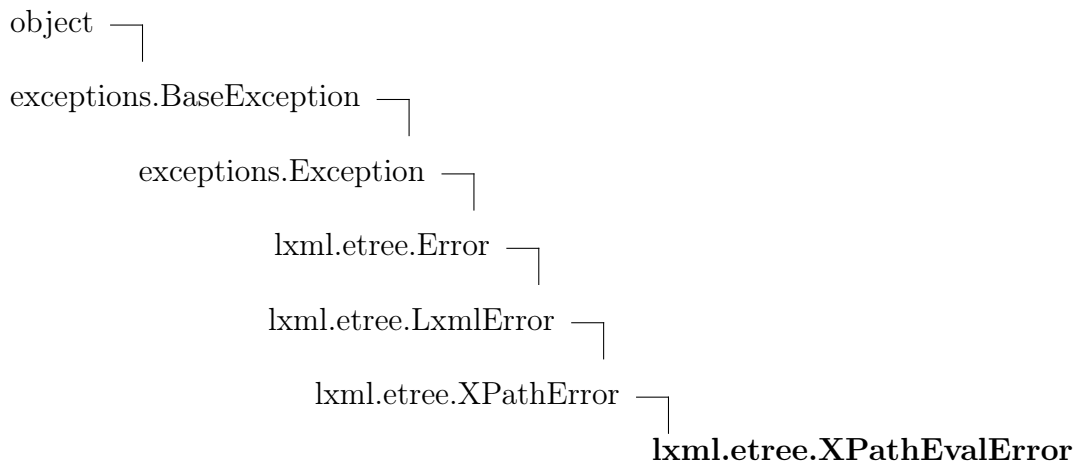 object
exceptions.BaseException
exceptions.Exception
lxml.etree.Error
lxml.etree.LxmlError
lxml.etree.XPathError
lxml.etree.XPathEvalError